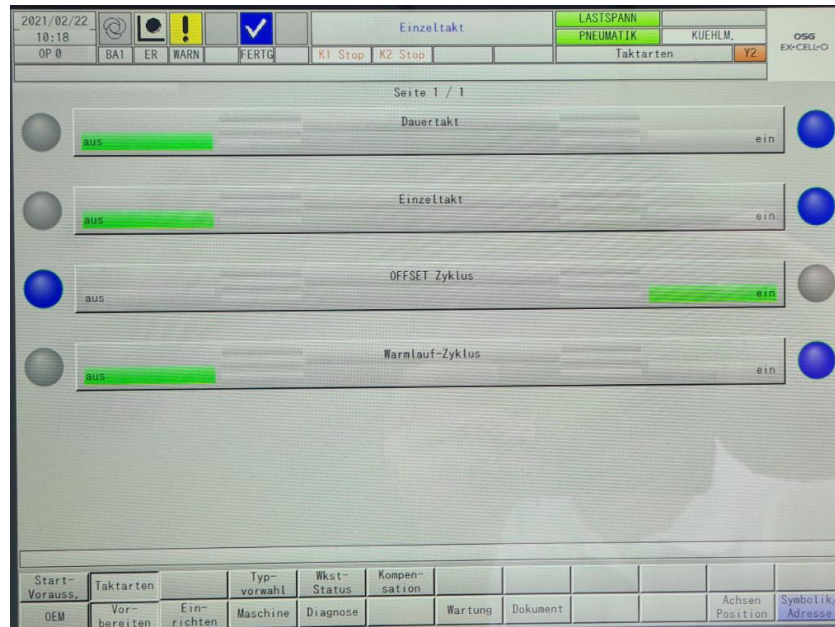 2021/02/22
10:18
OP 0
BA1 ER WARN FERTG
Einzeltakt
K1 Stop K2 Stop
LASTSPANN
PNEUMATIK KUEHLM.
Taktarten Y2
OSG
EX-CELL-O
Seite 1 / 1
Dauertakt
aus ein
Einzeltakt
aus ein
OFFSET Zyklus
aus ein
Warmlauf-Zyklus
aus ein
Start-
Vorauss.
Taktarten
Typ-
vorwahl
Wkst-
Status
Kompen-
sation
OEM
Vor-
bereiten
Ein-
richten
Maschine
Diagnose
Wartung
Dokument
Achsen
Position
Symbolik/
Adresse